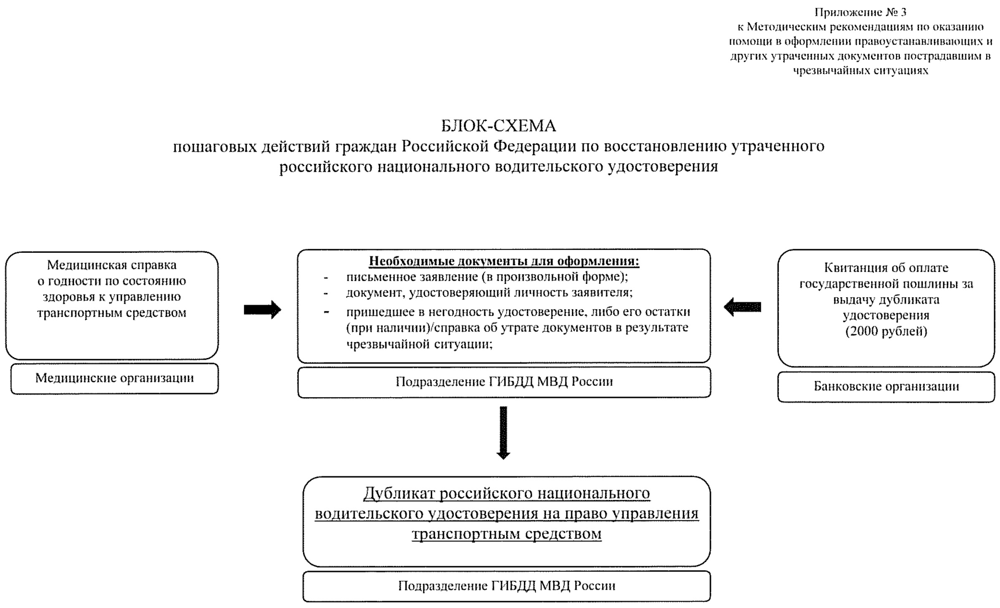 Приложение № 3
к Методическим рекомендациям по оказанию
помощи в оформлении правоустанавливающих и
других утраченных документов пострадавшим в
чрезвычайных ситуациях
БЛОК-СХЕМА
пошаговых действий граждан Российской Федерации по восстановлению утраченного
российского национального водительского удостоверения
Медицинская справка
о годности по состоянию
здоровья к управлению
транспортным средством
Медицинские организации
Необходимые документы для оформления:
- письменное заявление (в произвольной форме);
- документ, удостоверяющий личность заявителя;
- пришедшее в негодность удостоверение, либо его остатки
(при наличии)/справка об утрате документов в результате
чрезвычайной ситуации;
Подразделение ГИБДД МВД России
Квитанция об оплате
государственной пошлины за
выдачу дубликата
удостоверения
(2000 рублей)
Банковские организации
Дубликат российского национального
водительского удостоверения на право управления
транспортным средством
Подразделение ГИБДД МВД России